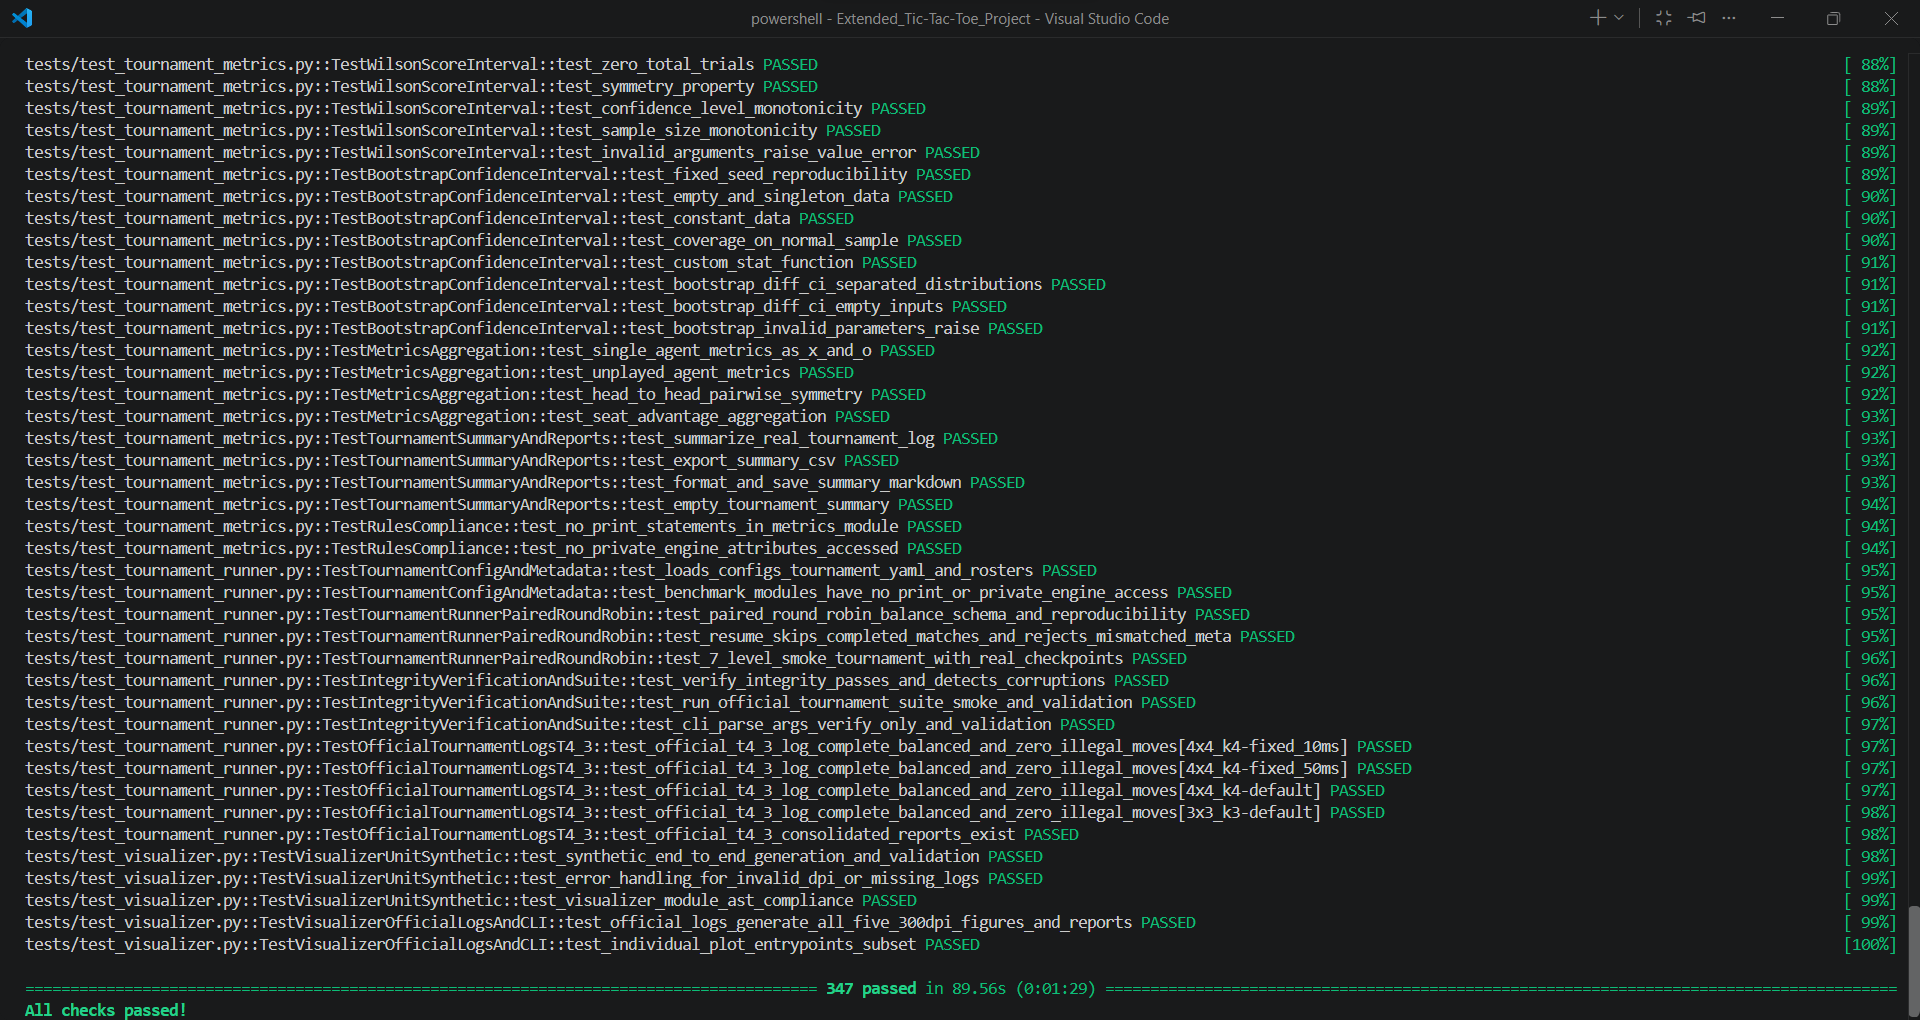 powershell - Extended_Tic-Tac-Toe_Project - Visual Studio Code
tests/test_tournament_metrics.py::TestWilsonScoreInterval::test_zero_total_trials PASSED [ 88%]
tests/test_tournament_metrics.py::TestWilsonScoreInterval::test_symmetry_property PASSED [ 88%]
tests/test_tournament_metrics.py::TestWilsonScoreInterval::test_confidence_level_monotonicity PASSED [ 89%]
tests/test_tournament_metrics.py::TestWilsonScoreInterval::test_sample_size_monotonicity PASSED [ 89%]
tests/test_tournament_metrics.py::TestWilsonScoreInterval::test_invalid_arguments_raise_value_error PASSED [ 89%]
tests/test_tournament_metrics.py::TestBootstrapConfidenceInterval::test_fixed_seed_reproducibility PASSED [ 89%]
tests/test_tournament_metrics.py::TestBootstrapConfidenceInterval::test_empty_and_singleton_data PASSED [ 90%]
tests/test_tournament_metrics.py::TestBootstrapConfidenceInterval::test_constant_data PASSED [ 90%]
tests/test_tournament_metrics.py::TestBootstrapConfidenceInterval::test_coverage_on_normal_sample PASSED [ 90%]
tests/test_tournament_metrics.py::TestBootstrapConfidenceInterval::test_custom_stat_function PASSED [ 91%]
tests/test_tournament_metrics.py::TestBootstrapConfidenceInterval::test_bootstrap_diff_ci_separated_distributions PASSED [ 91%]
tests/test_tournament_metrics.py::TestBootstrapConfidenceInterval::test_bootstrap_diff_ci_empty_inputs PASSED [ 91%]
tests/test_tournament_metrics.py::TestBootstrapConfidenceInterval::test_bootstrap_invalid_parameters_raise PASSED [ 91%]
tests/test_tournament_metrics.py::TestMetricsAggregation::test_single_agent_metrics_as_x_and_o PASSED [ 92%]
tests/test_tournament_metrics.py::TestMetricsAggregation::test_unplayed_agent_metrics PASSED [ 92%]
tests/test_tournament_metrics.py::TestMetricsAggregation::test_head_to_head_pairwise_symmetry PASSED [ 92%]
tests/test_tournament_metrics.py::TestMetricsAggregation::test_seat_advantage_aggregation PASSED [ 93%]
tests/test_tournament_metrics.py::TestTournamentSummaryAndReports::test_summarize_real_tournament_log PASSED [ 93%]
tests/test_tournament_metrics.py::TestTournamentSummaryAndReports::test_export_summary_csv PASSED [ 93%]
tests/test_tournament_metrics.py::TestTournamentSummaryAndReports::test_format_and_save_summary_markdown PASSED [ 93%]
tests/test_tournament_metrics.py::TestTournamentSummaryAndReports::test_empty_tournament_summary PASSED [ 94%]
tests/test_tournament_metrics.py::TestRulesCompliance::test_no_print_statements_in_metrics_module PASSED [ 94%]
tests/test_tournament_metrics.py::TestRulesCompliance::test_no_private_engine_attributes_accessed PASSED [ 94%]
tests/test_tournament_runner.py::TestTournamentConfigAndMetadata::test_loads_configs_tournament_yaml_and_rosters PASSED [ 95%]
tests/test_tournament_runner.py::TestTournamentConfigAndMetadata::test_benchmark_modules_have_no_print_or_private_engine_access PASSED [ 95%]
tests/test_tournament_runner.py::TestTournamentRunnerPairedRoundRobin::test_paired_round_robin_balance_schema_and_reproducibility PASSED [ 95%]
tests/test_tournament_runner.py::TestTournamentRunnerPairedRoundRobin::test_resume_skips_completed_matches_and_rejects_mismatched_meta PASSED [ 95%]
tests/test_tournament_runner.py::TestTournamentRunnerPairedRoundRobin::test_7_level_smoke_tournament_with_real_checkpoints PASSED [ 96%]
tests/test_tournament_runner.py::TestIntegrityVerificationAndSuite::test_verify_integrity_passes_and_detects_corruptions PASSED [ 96%]
tests/test_tournament_runner.py::TestIntegrityVerificationAndSuite::test_run_official_tournament_suite_smoke_and_validation PASSED [ 96%]
tests/test_tournament_runner.py::TestIntegrityVerificationAndSuite::test_cli_parse_args_verify_only_and_validation PASSED [ 97%]
tests/test_tournament_runner.py::TestOfficialTournamentLogsT4_3::test_official_t4_3_log_complete_balanced_and_zero_illegal_moves[4x4_k4-fixed_10ms] PASSED [ 97%]
tests/test_tournament_runner.py::TestOfficialTournamentLogsT4_3::test_official_t4_3_log_complete_balanced_and_zero_illegal_moves[4x4_k4-fixed_50ms] PASSED [ 97%]
tests/test_tournament_runner.py::TestOfficialTournamentLogsT4_3::test_official_t4_3_log_complete_balanced_and_zero_illegal_moves[4x4_k4-default] PASSED [ 97%]
tests/test_tournament_runner.py::TestOfficialTournamentLogsT4_3::test_official_t4_3_log_complete_balanced_and_zero_illegal_moves[3x3_k3-default] PASSED [ 98%]
tests/test_tournament_runner.py::TestOfficialTournamentLogsT4_3::test_official_t4_3_consolidated_reports_exist PASSED [ 98%]
tests/test_visualizer.py::TestVisualizerUnitSynthetic::test_synthetic_end_to_end_generation_and_validation PASSED [ 98%]
tests/test_visualizer.py::TestVisualizerUnitSynthetic::test_error_handling_for_invalid_dpi_or_missing_logs PASSED [ 99%]
tests/test_visualizer.py::TestVisualizerUnitSynthetic::test_visualizer_module_ast_compliance PASSED [ 99%]
tests/test_visualizer.py::TestVisualizerOfficialLogsAndCLI::test_official_logs_generate_all_five_300dpi_figures_and_reports PASSED [ 99%]
tests/test_visualizer.py::TestVisualizerOfficialLogsAndCLI::test_individual_plot_entrypoints_subset PASSED [100%]
======================================================================================== 347 passed in 89.56s (0:01:29) ========================================================================================
All checks passed!